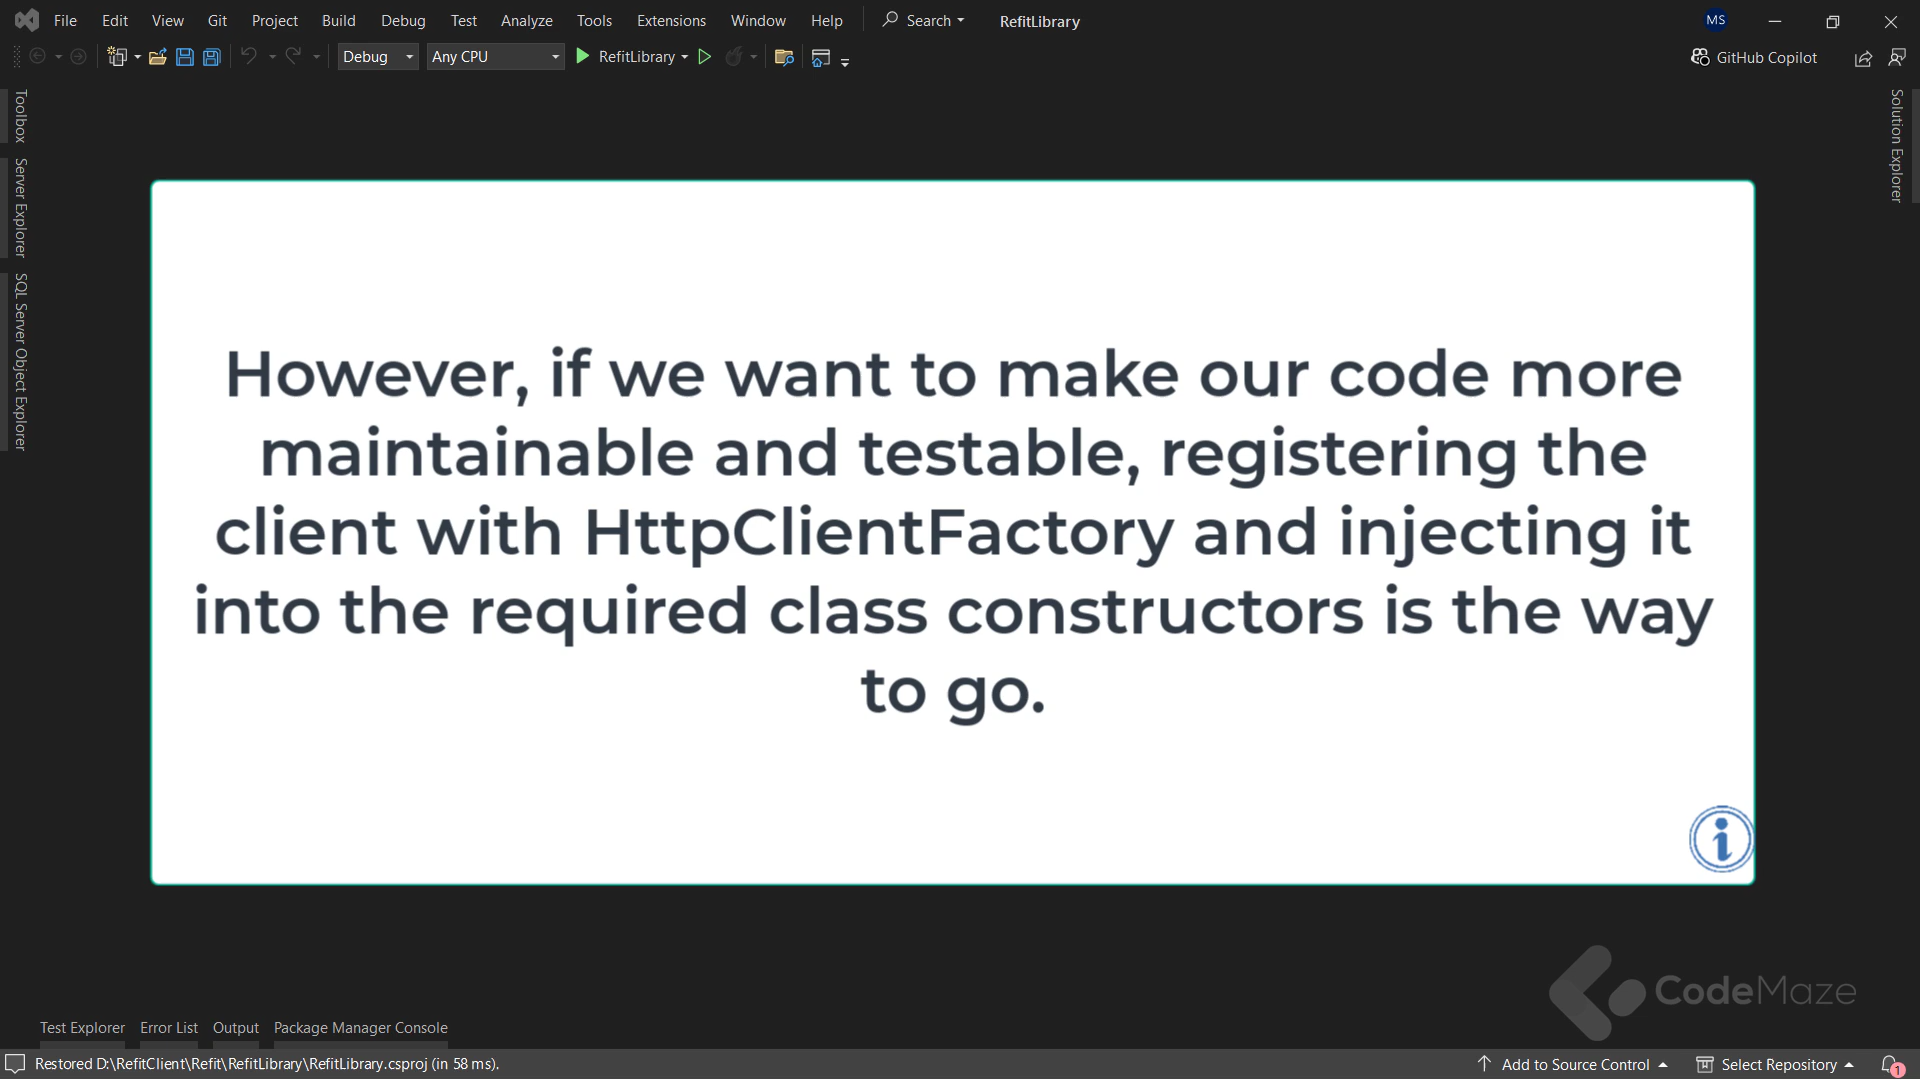 File Edit View Git Project Build Debug Test Analyze Tools Extensions Window Help Search RefitLibrary MS
Debug Any CPU RefitLibrary GitHub Copilot
Toolbox
Server Explorer
SQL Server Object Explorer
Solution Explorer
However, if we want to make our code more
maintainable and testable, registering the
client with HttpClientFactory and injecting it
into the required class constructors is the way
to go.
CodeMaze
Test Explorer Error List Output Package Manager Console
Restored D:\RefitClient\Refit\RefitLibrary\RefitLibrary.csproj (in 58 ms). Add to Source Control Select Repository 1